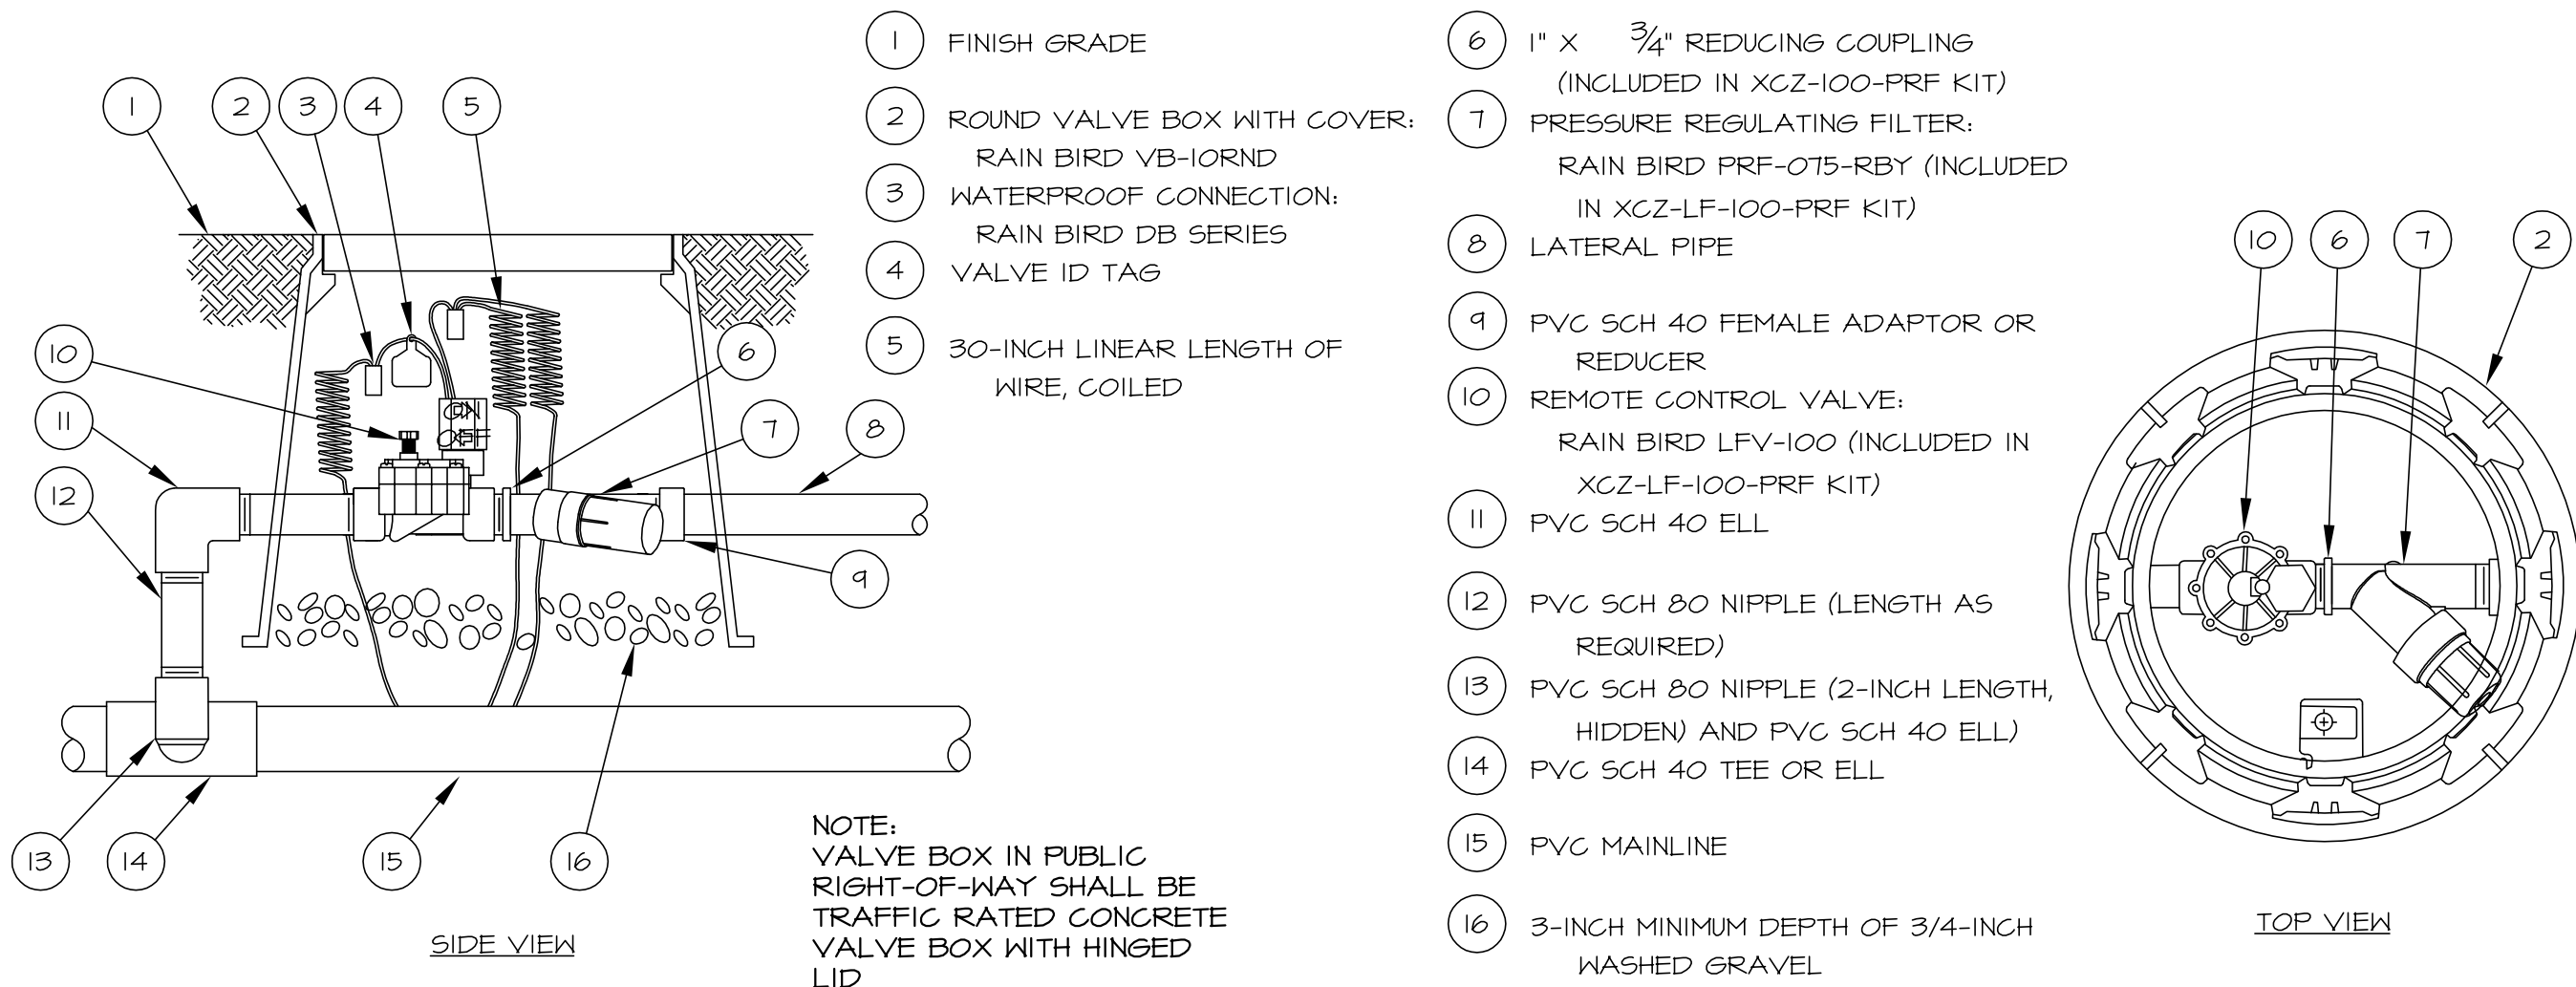 1 2 3 4 5
10
11
12
6
7
8
9
13 14 15 16
SIDE VIEW
1 FINISH GRADE
2 ROUND VALVE BOX WITH COVER:
RAIN BIRD VB-10RND
3 WATERPROOF CONNECTION:
RAIN BIRD DB SERIES
4 VALVE ID TAG
5 30-INCH LINEAR LENGTH OF
WIRE, COILED
NOTE:
VALVE BOX IN PUBLIC
RIGHT-OF-WAY SHALL BE
TRAFFIC RATED CONCRETE
VALVE BOX WITH HINGED
LID
6 1" X 3/4" REDUCING COUPLING
(INCLUDED IN XCZ-100-PRF KIT)
7 PRESSURE REGULATING FILTER:
RAIN BIRD PRF-075-RBY (INCLUDED
IN XCZ-LF-100-PRF KIT)
8 LATERAL PIPE
9 PVC SCH 40 FEMALE ADAPTOR OR
REDUCER
10 REMOTE CONTROL VALVE:
RAIN BIRD LFV-100 (INCLUDED IN
XCZ-LF-100-PRF KIT)
11 PVC SCH 40 ELL
12 PVC SCH 80 NIPPLE (LENGTH AS
REQUIRED)
13 PVC SCH 80 NIPPLE (2-INCH LENGTH,
HIDDEN) AND PVC SCH 40 ELL)
14 PVC SCH 40 TEE OR ELL
15 PVC MAINLINE
16 3-INCH MINIMUM DEPTH OF 3/4-INCH
WASHED GRAVEL
10 6 7 2
TOP VIEW